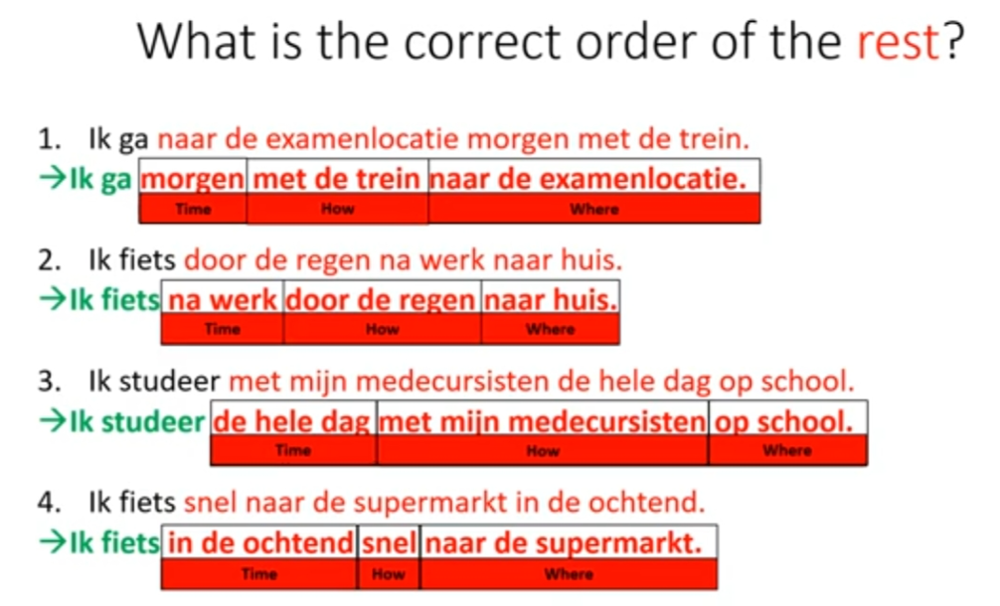 What is the correct order of the rest?
1. Ik ga naar de examenlocatie morgen met de trein.
→Ik ga morgen met de trein naar de examenlocatie.
Time How Where
2. Ik fiets door de regen na werk naar huis.
→Ik fiets na werk door de regen naar huis.
Time How Where
3. Ik studeer met mijn medecursisten de hele dag op school.
→Ik studeer de hele dag met mijn medecursisten op school.
Time How Where
4. Ik fiets snel naar de supermarkt in de ochtend.
→Ik fiets in de ochtend snel naar de supermarkt.
Time How Where